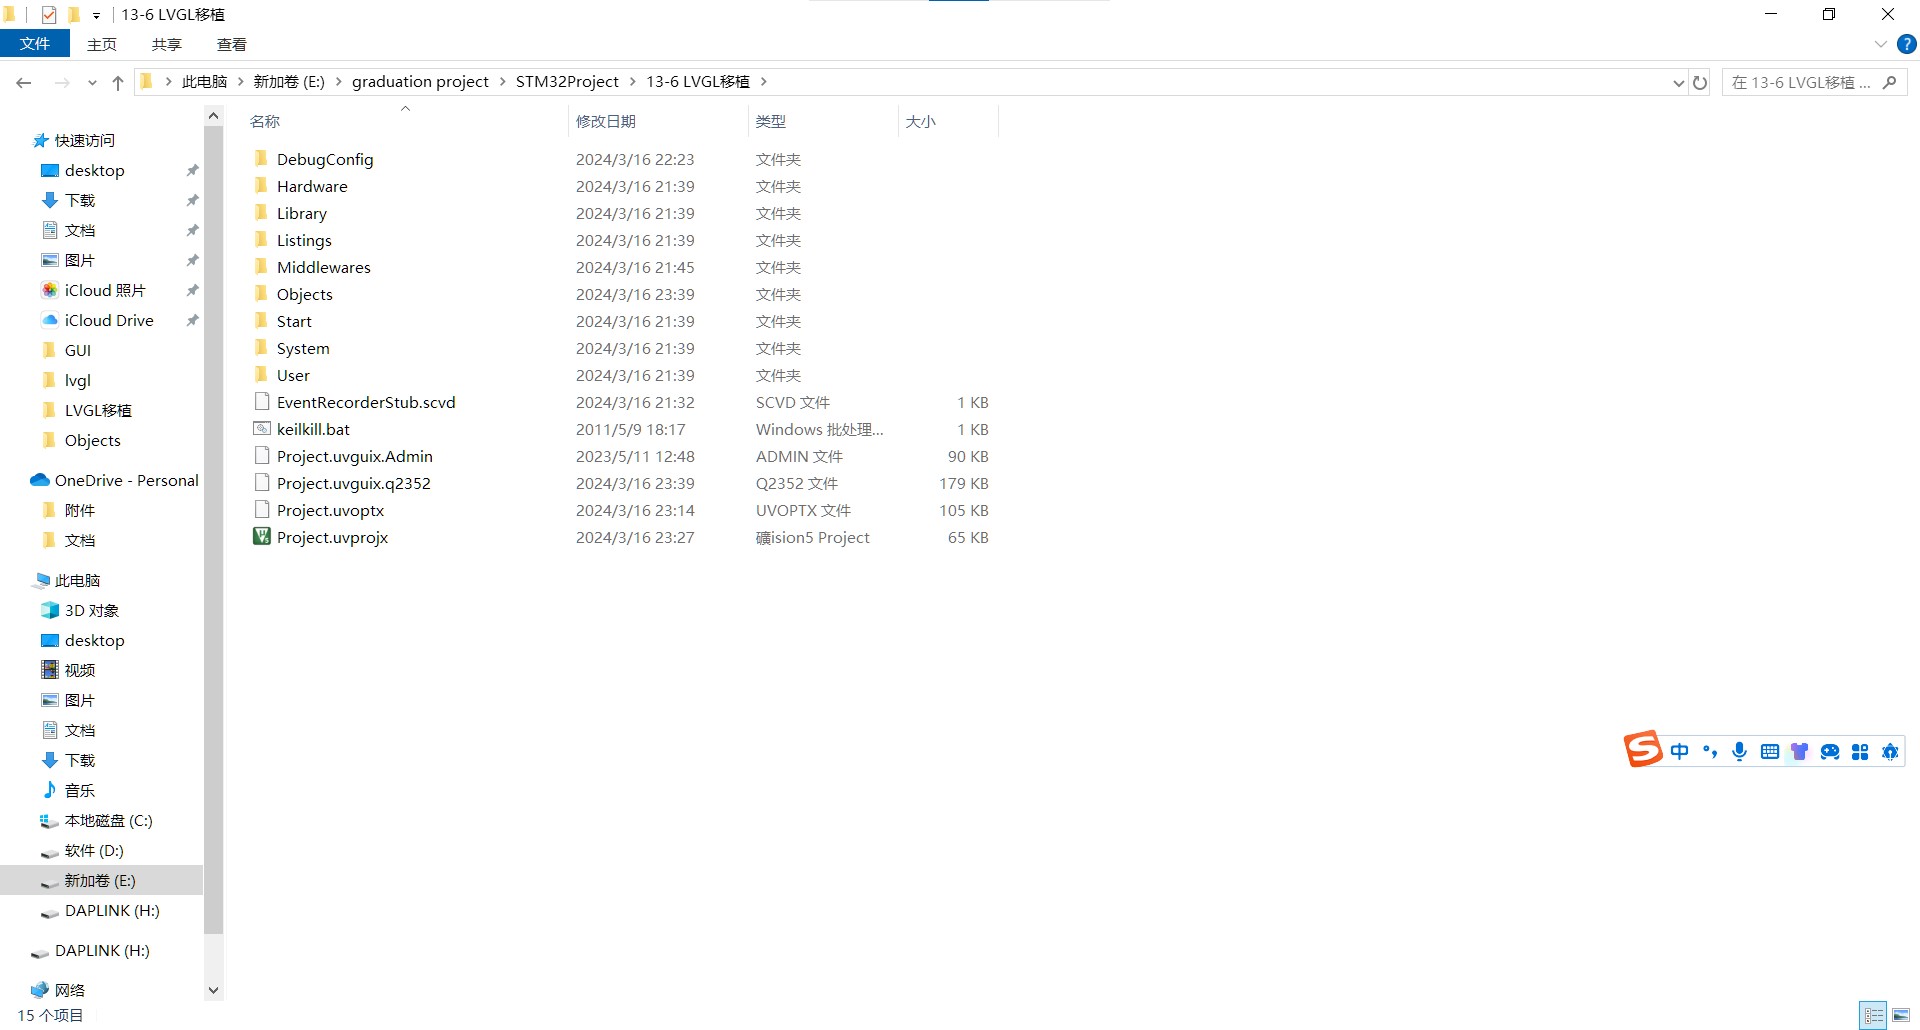 13-6 LVGL移植
文件 主页 共享 查看
此电脑 新加卷 (E:) graduation project STM32Project 13-6 LVGL移植
在 13-6 LVGL移植 ...
名称 修改日期 类型 大小
快速访问
desktop
下载
文档
图片
iCloud 照片
iCloud Drive
GUI
lvgl
LVGL移植
Objects
OneDrive - Personal
附件
文档
此电脑
3D 对象
desktop
视频
图片
文档
下载
音乐
本地磁盘 (C:)
软件 (D:)
新加卷 (E:)
DAPLINK (H:)
DAPLINK (H:)
网络
DebugConfig 2024/3/16 22:23 文件夹
Hardware 2024/3/16 21:39 文件夹
Library 2024/3/16 21:39 文件夹
Listings 2024/3/16 21:39 文件夹
Middlewares 2024/3/16 21:45 文件夹
Objects 2024/3/16 23:39 文件夹
Start 2024/3/16 21:39 文件夹
System 2024/3/16 21:39 文件夹
User 2024/3/16 21:39 文件夹
EventRecorderStub.scvd 2024/3/16 21:32 SCVD 文件 1 KB
keilkill.bat 2011/5/9 18:17 Windows 批处理... 1 KB
Project.uvguix.Admin 2023/5/11 12:48 ADMIN 文件 90 KB
Project.uvguix.q2352 2024/3/16 23:39 Q2352 文件 179 KB
Project.uvoptx 2024/3/16 23:14 UVOPTX 文件 105 KB
Project.uvprojx 2024/3/16 23:27 礦ision5 Project 65 KB
中
15 个项目